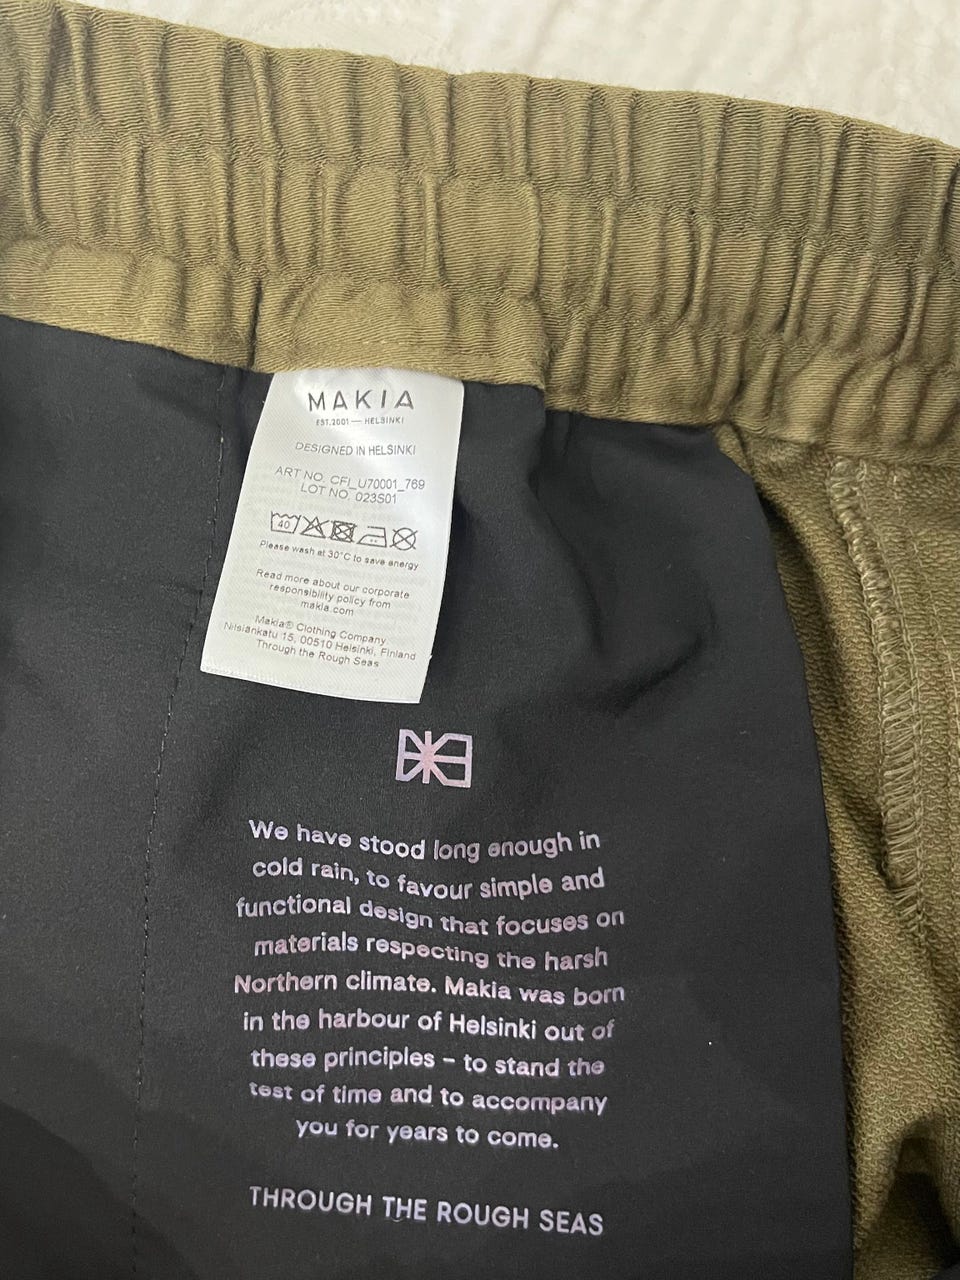 MAKIA
EST.2001 — HELSINKI
DESIGNED IN HELSINKI
ART NO. CFI_U70001_769
LOT NO. 023S01
40
Please wash at 30°C to save energy
Read more about our corporate
responsibility policy from
makia.com
Makia® Clothing Company
Nilsiankatu 15, 00510 Helsinki, Finland
Through the Rough Seas
We have stood long enough in
cold rain, to favour simple and
functional design that focuses on
materials respecting the harsh
Northern climate. Makia was born
in the harbour of Helsinki out of
these principles – to stand the
test of time and to accompany
you for years to come.
THROUGH THE ROUGH SEAS